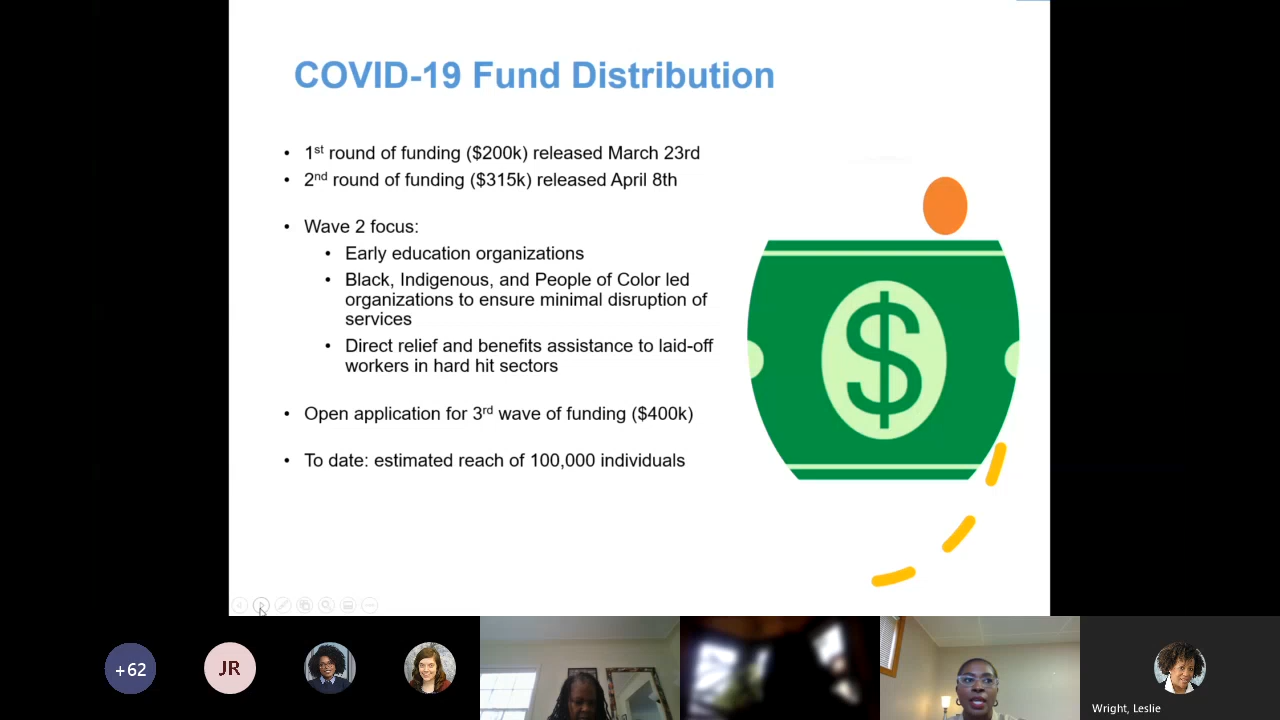 COVID-19 Fund Distribution
• 1st round of funding ($200k) released March 23rd
• 2nd round of funding ($315k) released April 8th
• Wave 2 focus:
• Early education organizations
• Black, Indigenous, and People of Color led
organizations to ensure minimal disruption of
services
• Direct relief and benefits assistance to laid-off
workers in hard hit sectors
• Open application for 3rd wave of funding ($400k)
• To date: estimated reach of 100,000 individuals
$
+62
JR
Wright, Leslie